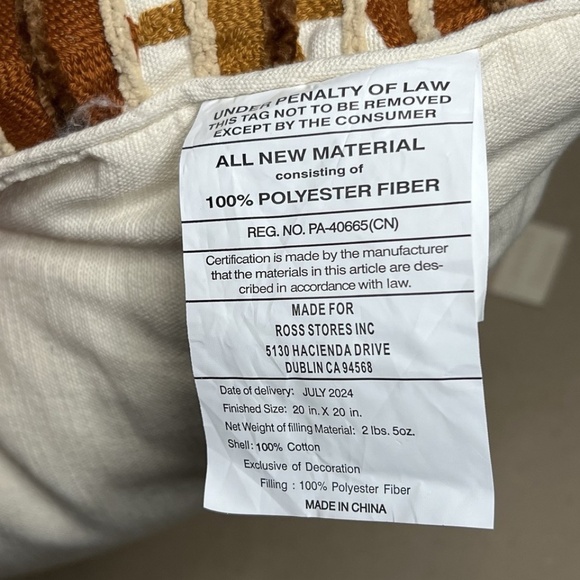 UNDER PENALTY OF LAW
THIS TAG NOT TO BE REMOVED
EXCEPT BY THE CONSUMER
ALL NEW MATERIAL
consisting of
100% POLYESTER FIBER
REG. NO. PA-40665(CN)
Certification is made by the manufacturer
that the materials in this article are des-
cribed in accordance with law.
MADE FOR
ROSS STORES INC
5130 HACIENDA DRIVE
DUBLIN CA 94568
Date of delivery: JULY 2024
Finished Size: 20 in. X 20 in.
Net Weight of filling Material: 2 lbs. 5oz.
Shell: 100% Cotton
Exclusive of Decoration
Filling : 100% Polyester Fiber
MADE IN CHINA